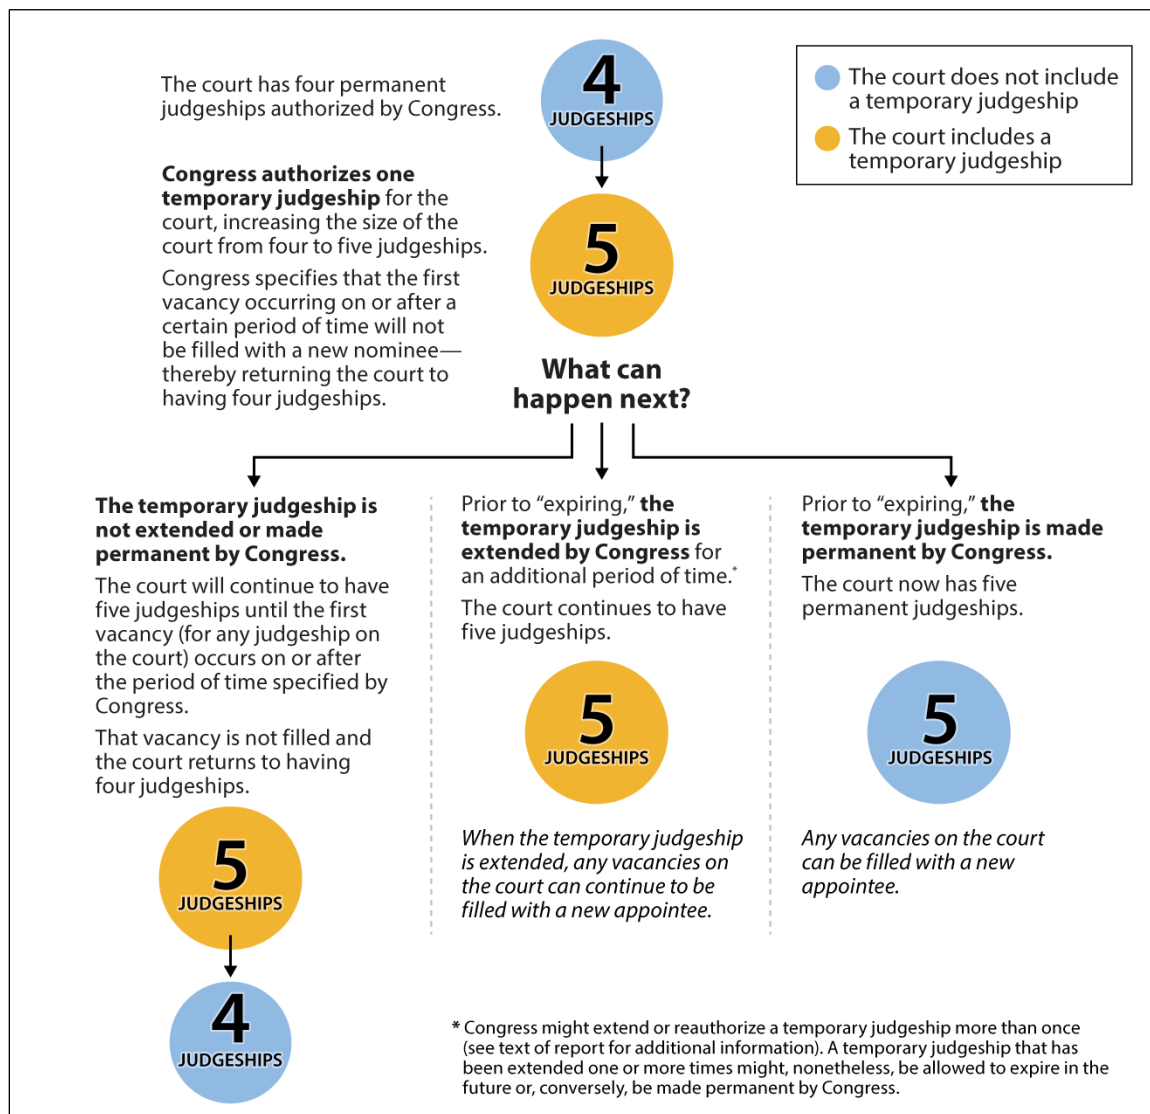 The court has four permanent
judgeships authorized by Congress.
4
JUDGESHIPS
The court does not include
a temporary judgeship
The court includes a
temporary judgeship
Congress authorizes one
temporary judgeship for the
court, increasing the size of the
court from four to five judgeships.
Congress specifies that the first
vacancy occurring on or after a
certain period of time will not
be filled with a new nominee—
thereby returning the court to
having four judgeships.
5
JUDGESHIPS
What can
happen next?
The temporary judgeship is
not extended or made
permanent by Congress.
The court will continue to have
five judgeships until the first
vacancy (for any judgeship on
the court) occurs on or after
the period of time specified by
Congress.
That vacancy is not filled and
the court returns to having
four judgeships.
5
JUDGESHIPS
4
JUDGESHIPS
Prior to “expiring,” the
temporary judgeship is
extended by Congress for
an additional period of time.*
The court continues to have
five judgeships.
5
JUDGESHIPS
When the temporary judgeship
is extended, any vacancies on
the court can continue to be
filled with a new appointee.
Prior to “expiring,” the
temporary judgeship is made
permanent by Congress.
The court now has five
permanent judgeships.
5
JUDGESHIPS
Any vacancies on the court
can be filled with a new
appointee.
* Congress might extend or reauthorize a temporary judgeship more than once
(see text of report for additional information). A temporary judgeship that has
been extended one or more times might, nonetheless, be allowed to expire in the
future or, conversely, be made permanent by Congress.